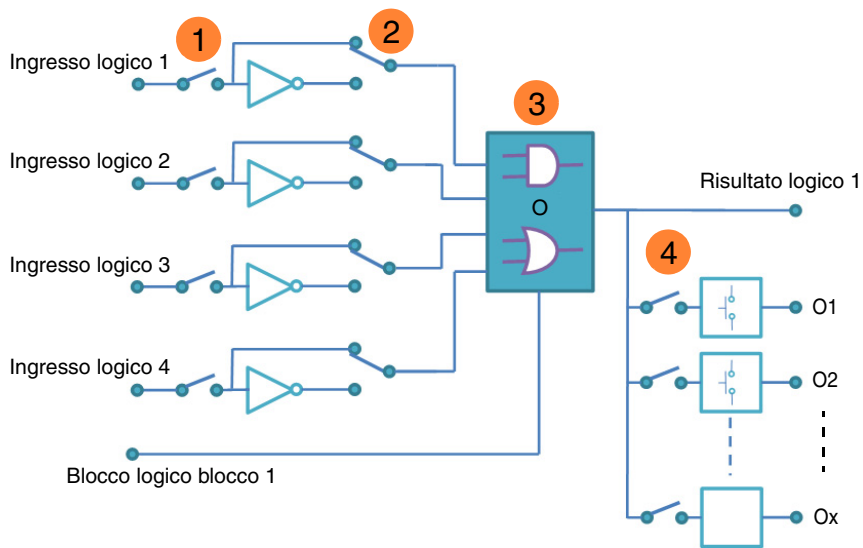 1
2
Ingresso logico 1
3
Ingresso logico 2
Risultato logico 1
O
Ingresso logico 3
4
O1
Ingresso logico 4
O2
Blocco logico blocco 1
Ox